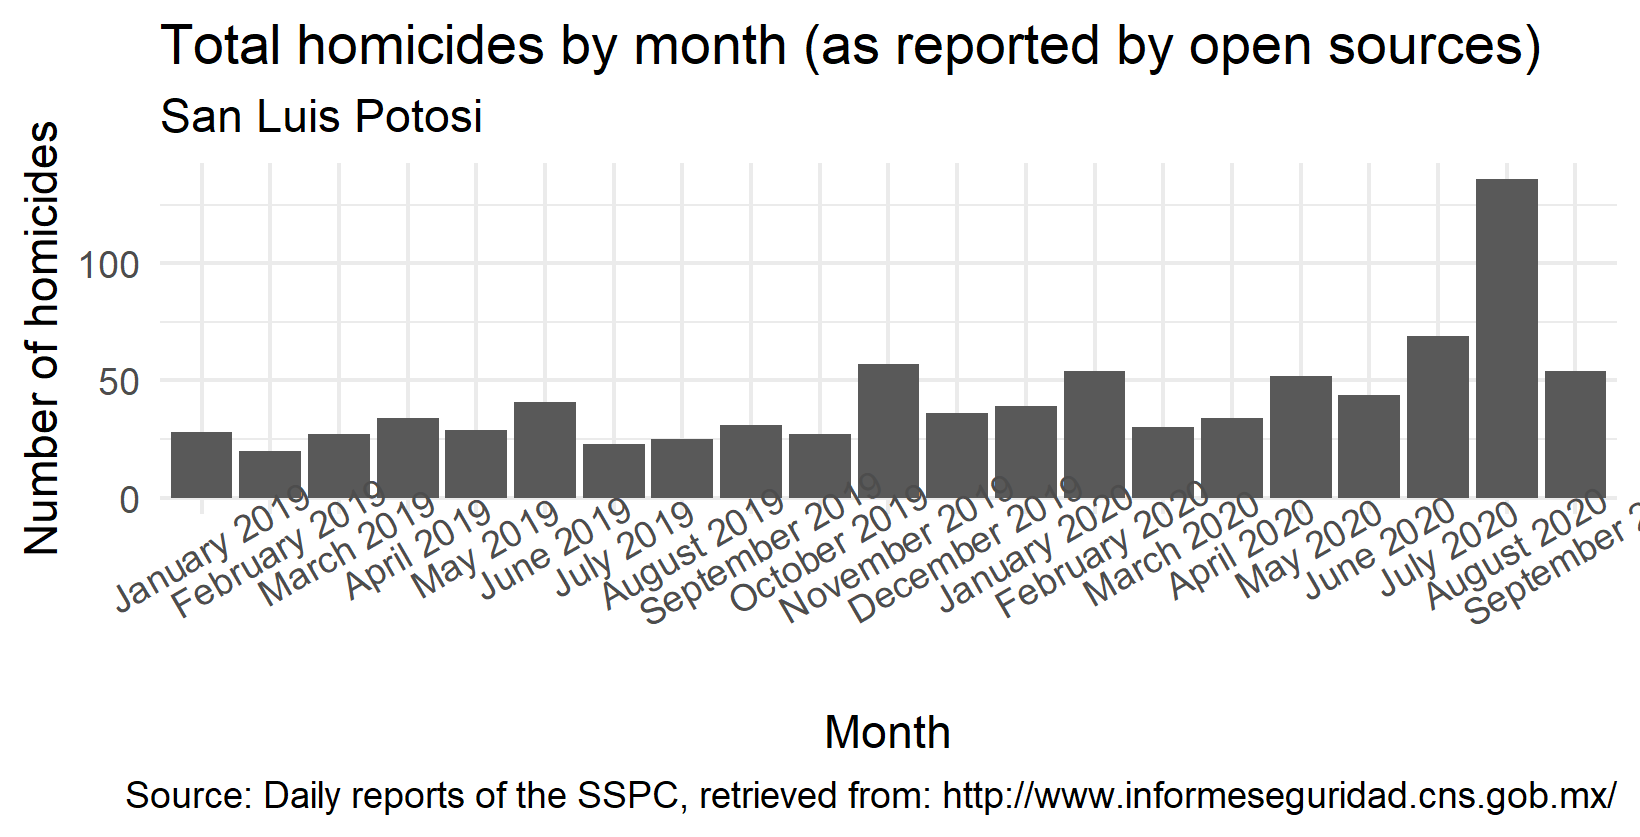 Total homicides by month (as reported by open sources)
San Luis Potosi
Number of homicides
100
50
0
January 2019
February 2019
March 2019
April 2019
May 2019
June 2019
July 2019
August 2019
September 2019
October 2019
November 2019
December 2019
January 2020
February 2020
March 2020
April 2020
May 2020
June 2020
July 2020
August 2020
September 2
Month
Source: Daily reports of the SSPC, retrieved from: http://www.informeseguridad.cns.gob.mx/